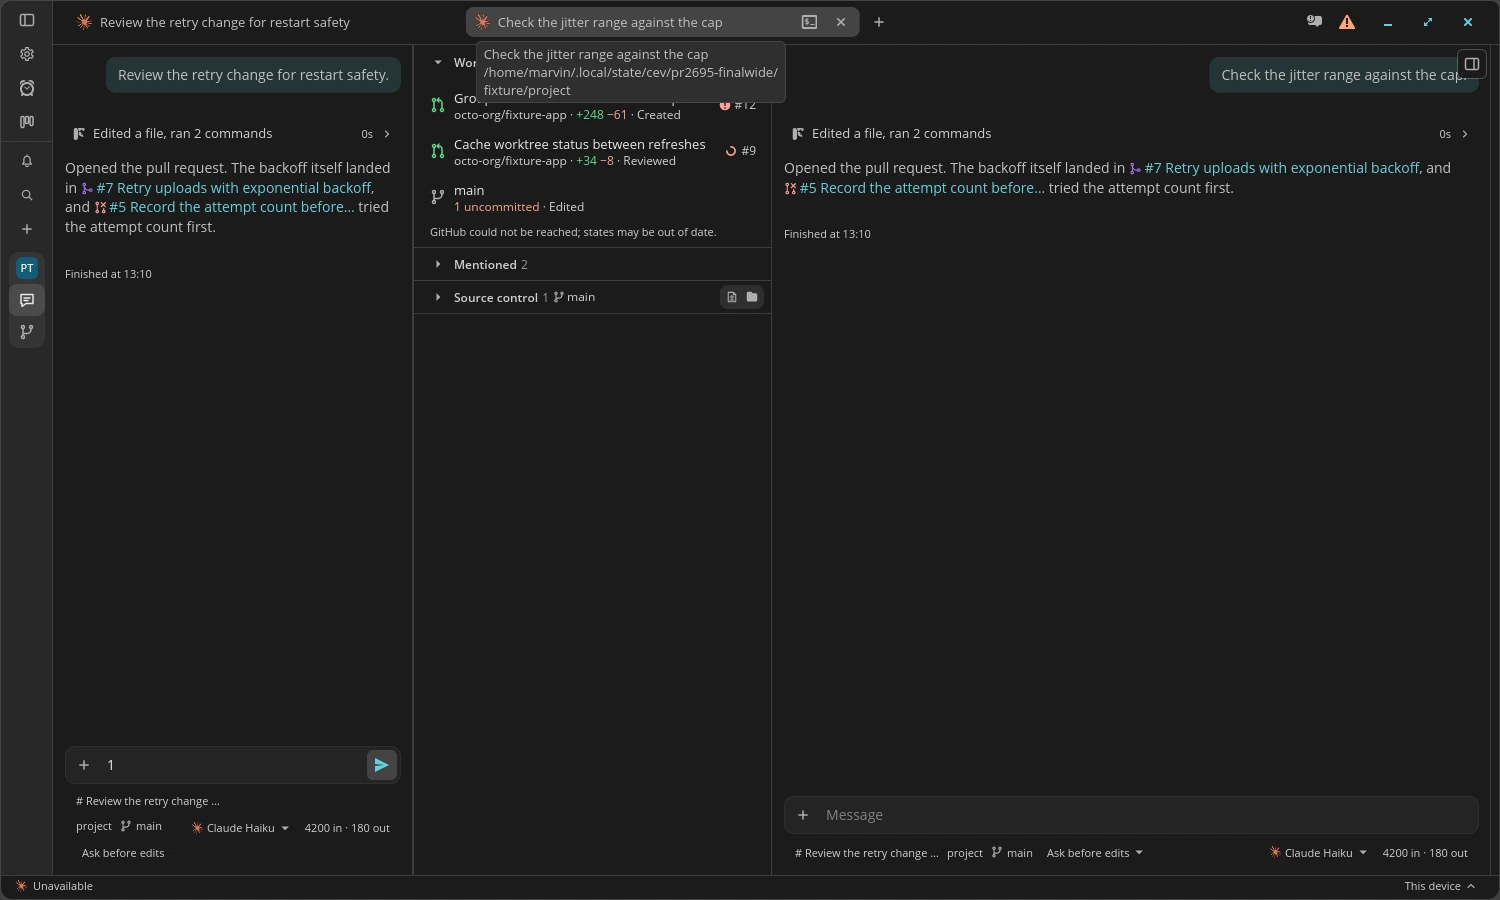 Review the retry change for restart safety
Check the jitter range against the cap
Check the jitter range against the cap
/home/marvin/.local/state/cev/pr2695-finalwide/
fixture/project
Review the retry change for restart safety.
Edited a file, ran 2 commands
0s
Opened the pull request. The backoff itself landed
in #7 Retry uploads with exponential backoff,
and #5 Record the attempt count before... tried
the attempt count first.
Finished at 13:10
PT
#12
octo-org/fixture-app · +248 −61 · Created
Cache worktree status between refreshes
#9
octo-org/fixture-app · +34 −8 · Reviewed
main
1 uncommitted · Edited
GitHub could not be reached; states may be out of date.
Mentioned 2
Source control 1 main
Check the jitter range against the cap.
Edited a file, ran 2 commands
0s
Opened the pull request. The backoff itself landed in #7 Retry uploads with exponential backoff, and
#5 Record the attempt count before... tried the attempt count first.
Finished at 13:10
1
# Review the retry change ...
project main Claude Haiku 4200 in · 180 out
Ask before edits
Message
# Review the retry change ... project main Ask before edits Claude Haiku 4200 in · 180 out
Unavailable
This device